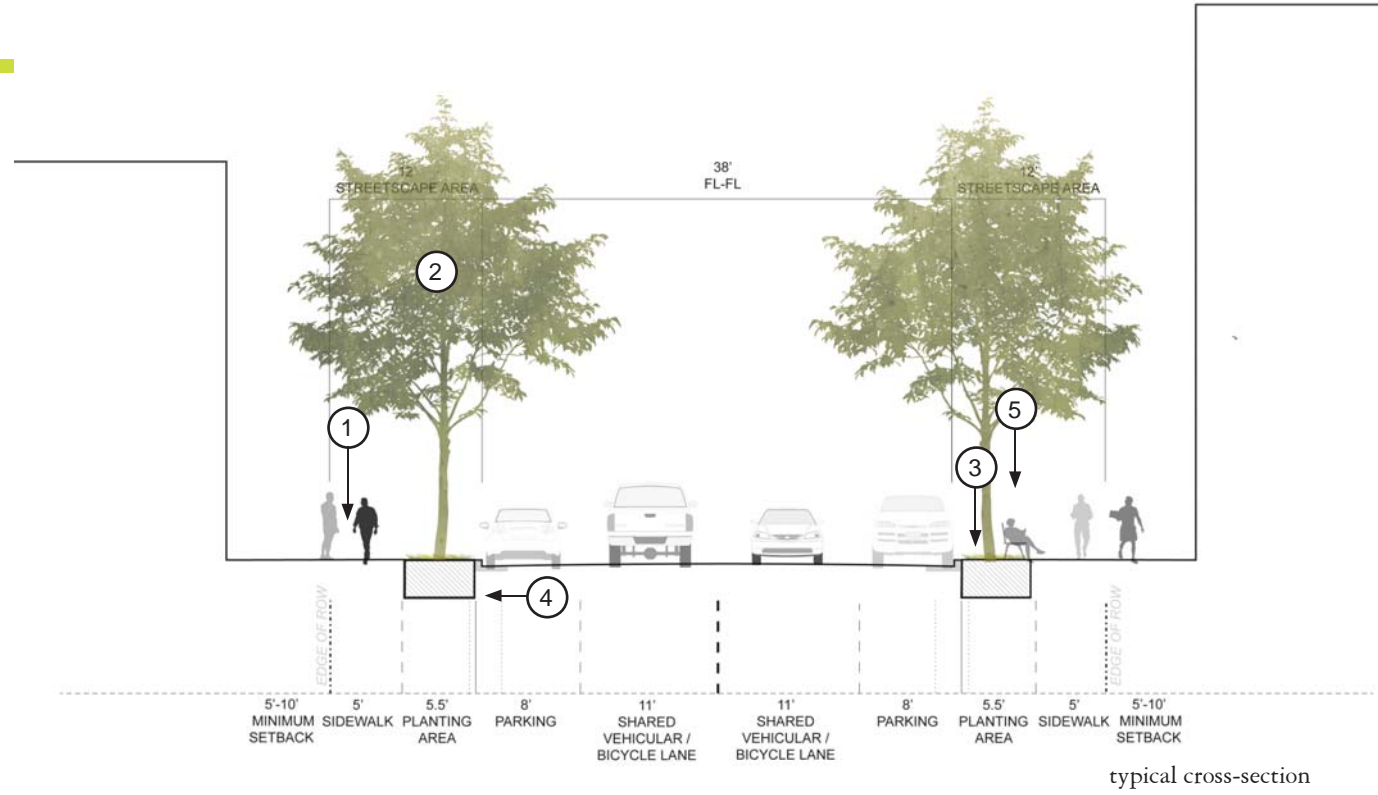 12'
STREETSCAPE AREA
38'
FL-FL
12'
STREETSCAPE AREA
2
1
5
3
4
EDGE OF ROW
EDGE OF ROW
5'-10'
MINIMUM
SETBACK
5'
SIDEWALK
5.5'
PLANTING
AREA
8'
PARKING
11'
SHARED
VEHICULAR /
BICYCLE LANE
11'
SHARED
VEHICULAR /
BICYCLE LANE
8'
PARKING
5.5'
PLANTING
AREA
5'
SIDEWALK
5'-10'
MINIMUM
SETBACK
typical cross-section